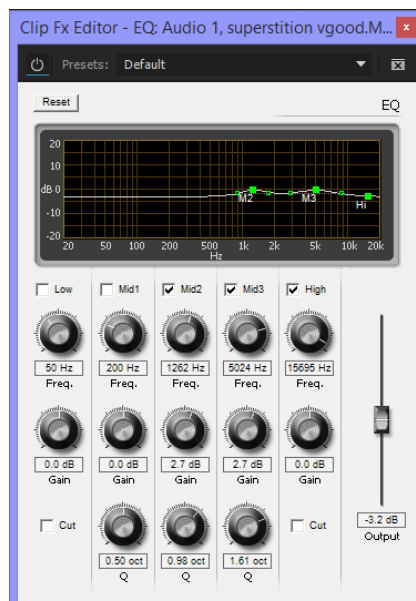 Clip Fx Editor - EQ: Audio 1, superstition vgood.M... x
Presets: Default
Reset EQ
20
10
dB 0
-10
-20
M2 M3 Hi
20 50 100 200 500 1k 2k 5k 10k 20k
Hz
Low Mid1 Mid2 Mid3 High
50 Hz 200 Hz 1262 Hz 5024 Hz 15695 Hz
Freq. Freq. Freq. Freq. Freq.
0.0 dB 0.0 dB 2.7 dB 2.7 dB 0.0 dB
Gain Gain Gain Gain Gain
Cut Cut
-3.2 dB
Output
0.50 oct 0.98 oct 1.61 oct
Q Q Q